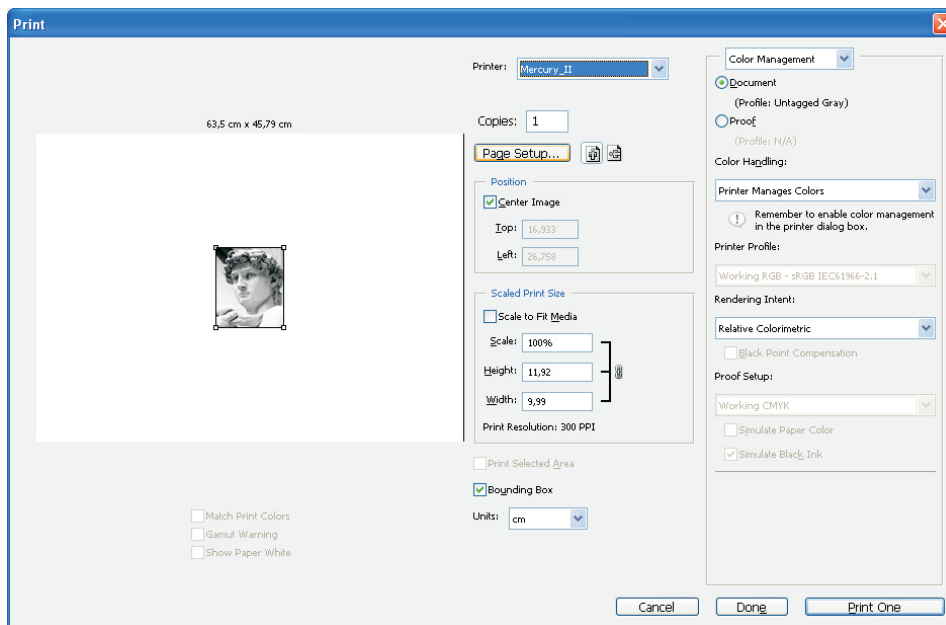 Print
63,5 cm x 45,79 cm
Match Print Colors
Gamut Warning
Show Paper White
Printer: Mercury_II
Copies: 1
Page Setup...
Position
Center Image
Top: 16,933
Left: 26,758
Scaled Print Size
Scale to Fit Media
Scale: 100%
Height: 11,92
Width: 9,99
Print Resolution: 300 PPI
Print Selected Area
Bounding Box
Units: cm
Color Management
Document
(Profile: Untagged Gray)
Proof
(Profile: N/A)
Color Handling:
Printer Manages Colors
Remember to enable color management
in the printer dialog box.
Printer Profile:
Working RGB - sRGB IEC61966-2.1
Rendering Intent:
Relative Colorimetric
Black Point Compensation
Proof Setup:
Working CMYK
Simulate Paper Color
Simulate Black Ink
Cancel
Done
Print One